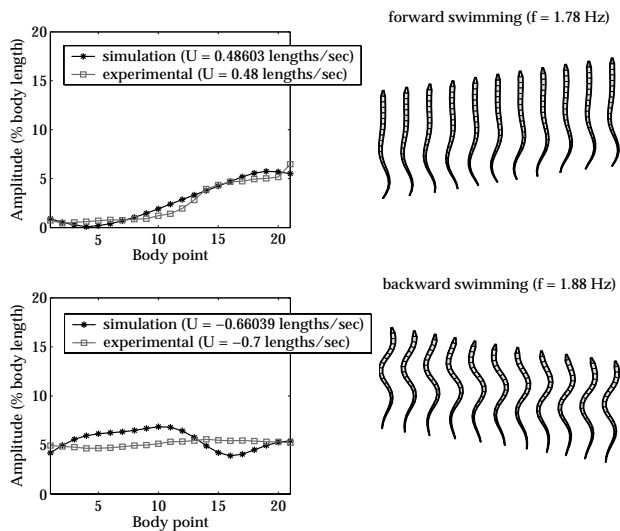 forward swimming (f = 1.78 Hz)
20
15
10
5
0
Amplitude (% body length)
simulation (U = 0.48603 lengths/sec)
experimental (U = 0.48 lengths/sec)
5
10
15
20
Body point
backward swimming (f = 1.88 Hz)
20
15
10
5
0
Amplitude (% body length)
simulation (U = −0.66039 lengths/sec)
experimental (U = −0.7 lengths/sec)
5
10
15
20
Body point